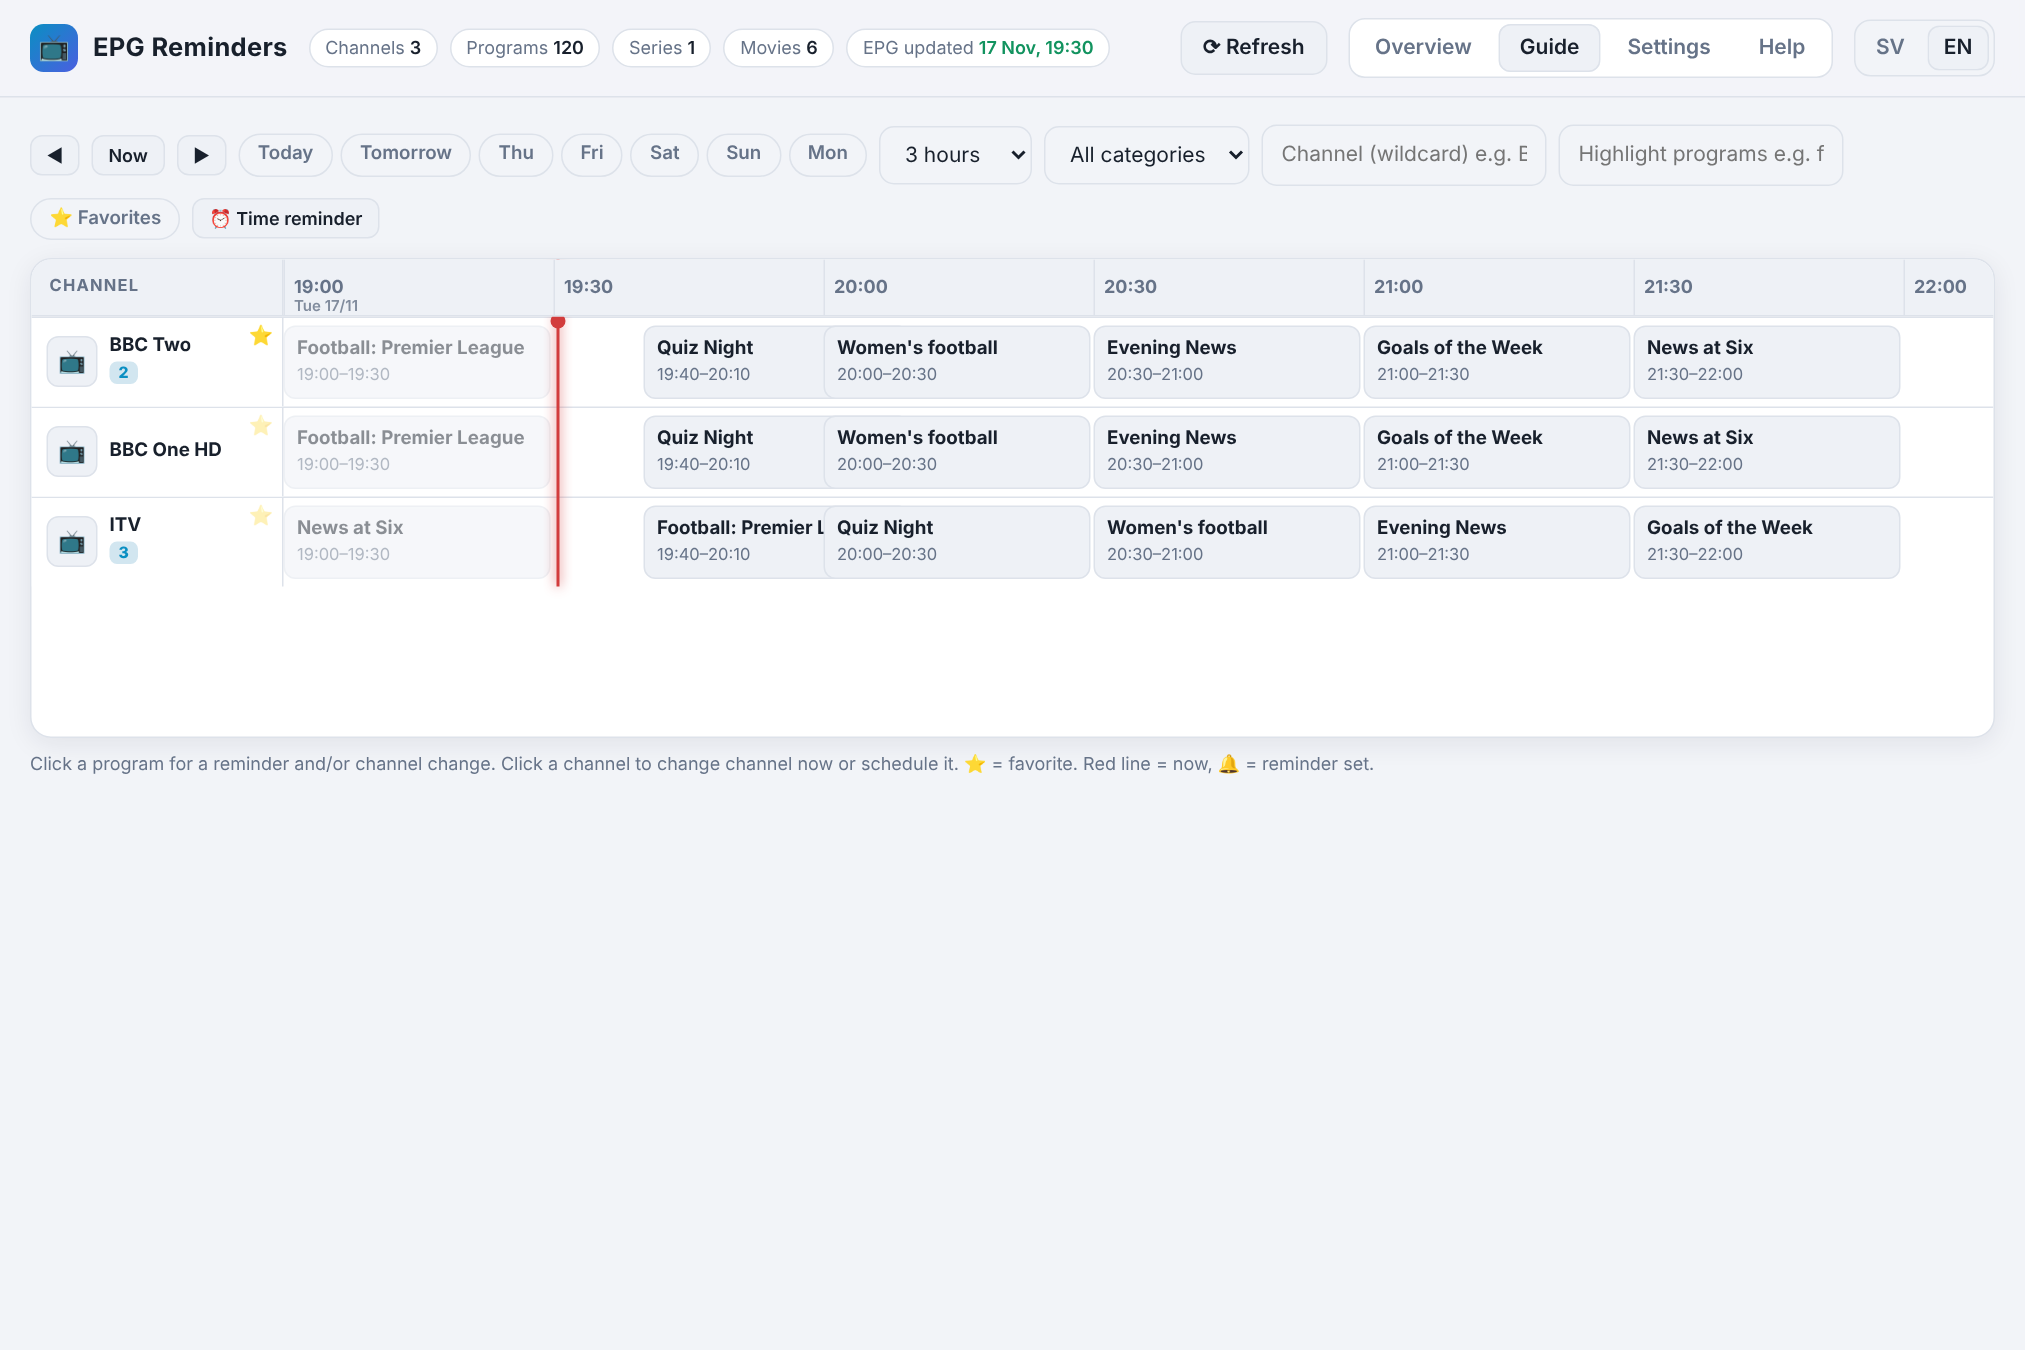 EPG Reminders
Channels 3
Programs 120
Series 1
Movies 6
EPG updated 17 Nov, 19:30
⟳ Refresh
Overview
Guide
Settings
Help
SV
EN
◀
Now
▶
Today
Tomorrow
Thu
Fri
Sat
Sun
Mon
3 hours
All categories
Channel (wildcard) e.g. E
Highlight programs e.g. f
⭐ Favorites
⏰ Time reminder
CHANNEL
19:00
Tue 17/11
19:30
20:00
20:30
21:00
21:30
22:00
BBC Two
2
Football: Premier League
19:00–19:30
Quiz Night
19:40–20:10
Women's football
20:00–20:30
Evening News
20:30–21:00
Goals of the Week
21:00–21:30
News at Six
21:30–22:00
BBC One HD
Football: Premier League
19:00–19:30
Quiz Night
19:40–20:10
Women's football
20:00–20:30
Evening News
20:30–21:00
Goals of the Week
21:00–21:30
News at Six
21:30–22:00
ITV
3
News at Six
19:00–19:30
Football: Premier L
19:40–20:10
Quiz Night
20:00–20:30
Women's football
20:30–21:00
Evening News
21:00–21:30
Goals of the Week
21:30–22:00
Click a program for a reminder and/or channel change. Click a channel to change channel now or schedule it. ⭐ = favorite. Red line = now, 🔔 = reminder set.